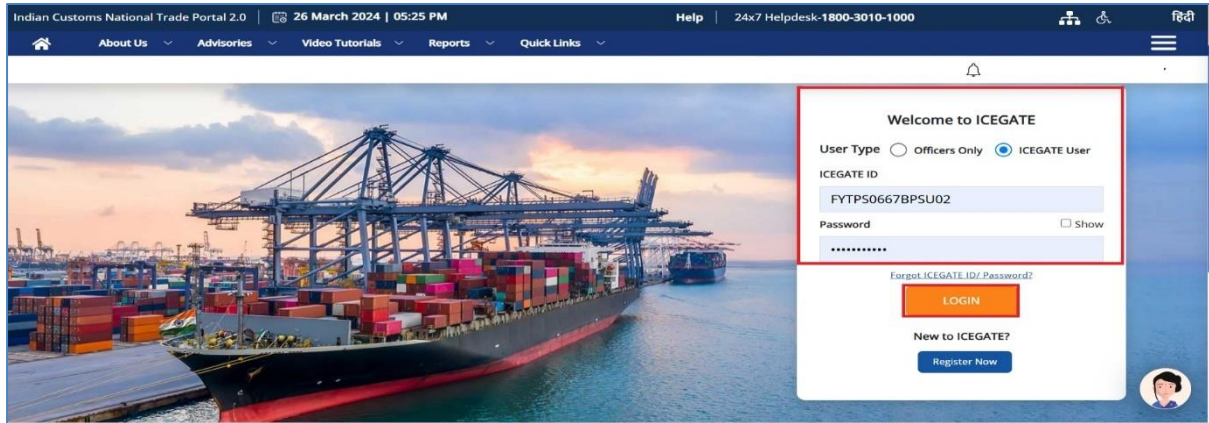 Indian Customs National Trade Portal 2.0 | 26 March 2024 | 05:25 PM Help | 24x7 Helpdesk-1800-3010-1000 हिंदी
About Us Advisories Video Tutorials Reports Quick Links
Welcome to ICEGATE
User Type Officers Only ICEGATE User
ICEGATE ID
FYTPS0667BPSU02
Password Show
•••••••••••
Forgot ICEGATE ID/ Password?
LOGIN
New to ICEGATE?
Register Now